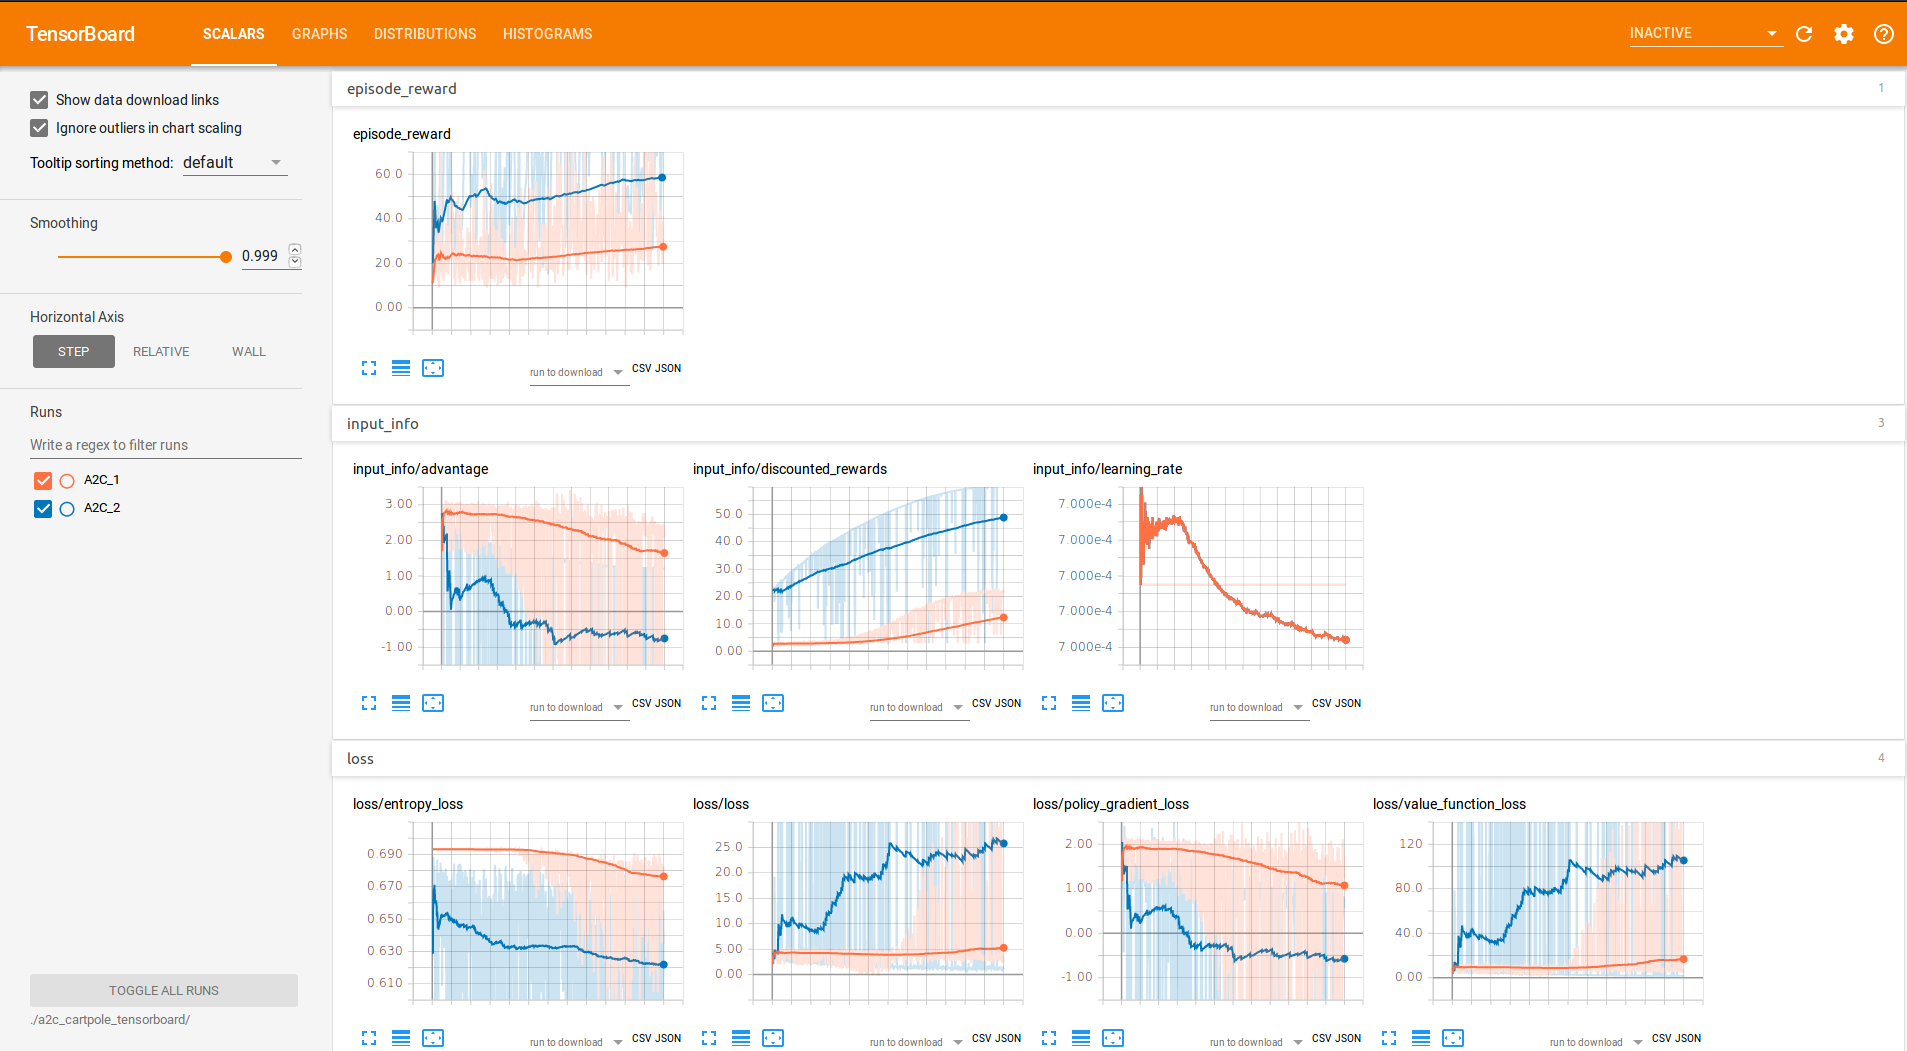 TensorBoard SCALARS GRAPHS DISTRIBUTIONS HISTOGRAMS INACTIVE
Show data download links
Ignore outliers in chart scaling
Tooltip sorting method: default
Smoothing
0.999
Horizontal Axis
STEP RELATIVE WALL
Runs
Write a regex to filter runs
A2C_1
A2C_2
TOGGLE ALL RUNS
./a2c_cartpole_tensorboard/
episode_reward 1
episode_reward
60.0
40.0
20.0
0.00
run to download CSV JSON
input_info 3
input_info/advantage
3.00
2.00
1.00
0.00
-1.00
run to download CSV JSON
input_info/discounted_rewards
50.0
40.0
30.0
20.0
10.0
0.00
run to download CSV JSON
input_info/learning_rate
7.000e-4
7.000e-4
7.000e-4
7.000e-4
7.000e-4
run to download CSV JSON
loss 4
loss/entropy_loss
0.690
0.670
0.650
0.630
0.610
run to download CSV JSON
loss/loss
25.0
20.0
15.0
10.0
5.00
0.00
run to download CSV JSON
loss/policy_gradient_loss
2.00
1.00
0.00
-1.00
run to download CSV JSON
loss/value_function_loss
120
80.0
40.0
0.00
run to download CSV JSON